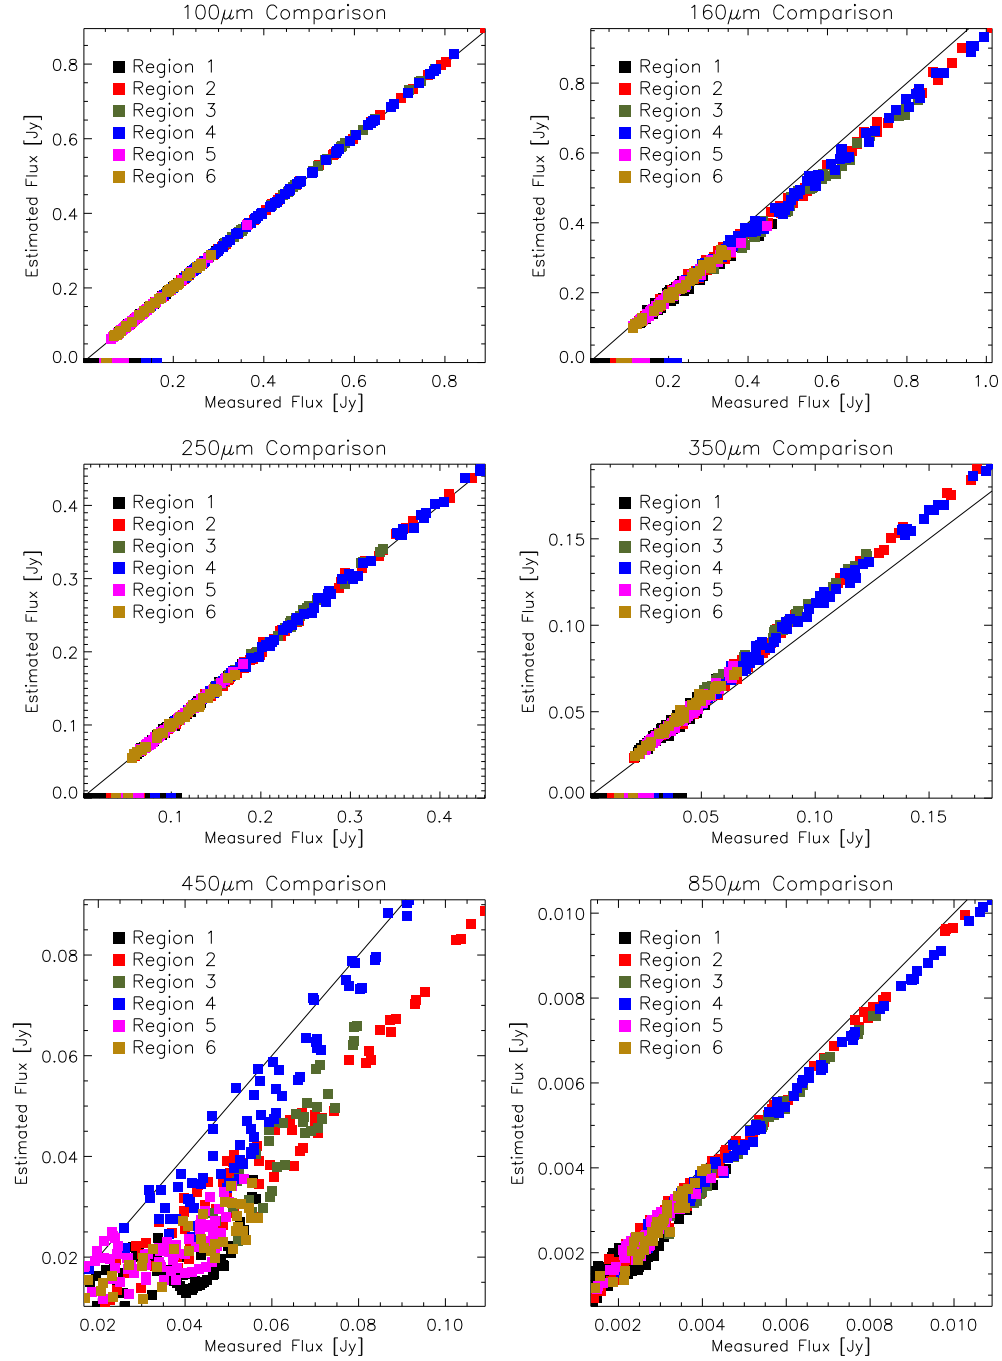 100μm Comparison
Estimated Flux [Jy]
0.8
0.6
0.4
0.2
0.0
Region 1
Region 2
Region 3
Region 4
Region 5
Region 6
0.2 0.4 0.6 0.8
Measured Flux [Jy]
160μm Comparison
Estimated Flux [Jy]
0.8
0.6
0.4
0.2
0.0
Region 1
Region 2
Region 3
Region 4
Region 5
Region 6
0.2 0.4 0.6 0.8 1.0
Measured Flux [Jy]
250μm Comparison
Estimated Flux [Jy]
0.4
0.3
0.2
0.1
0.0
Region 1
Region 2
Region 3
Region 4
Region 5
Region 6
0.1 0.2 0.3 0.4
Measured Flux [Jy]
350μm Comparison
Estimated Flux [Jy]
0.15
0.10
0.05
0.00
Region 1
Region 2
Region 3
Region 4
Region 5
Region 6
0.05 0.10 0.15
Measured Flux [Jy]
450μm Comparison
Estimated Flux [Jy]
0.08
0.06
0.04
0.02
Region 1
Region 2
Region 3
Region 4
Region 5
Region 6
0.02 0.04 0.06 0.08 0.10
Measured Flux [Jy]
850μm Comparison
Estimated Flux [Jy]
0.010
0.008
0.006
0.004
0.002
Region 1
Region 2
Region 3
Region 4
Region 5
Region 6
0.002 0.004 0.006 0.008 0.010
Measured Flux [Jy]